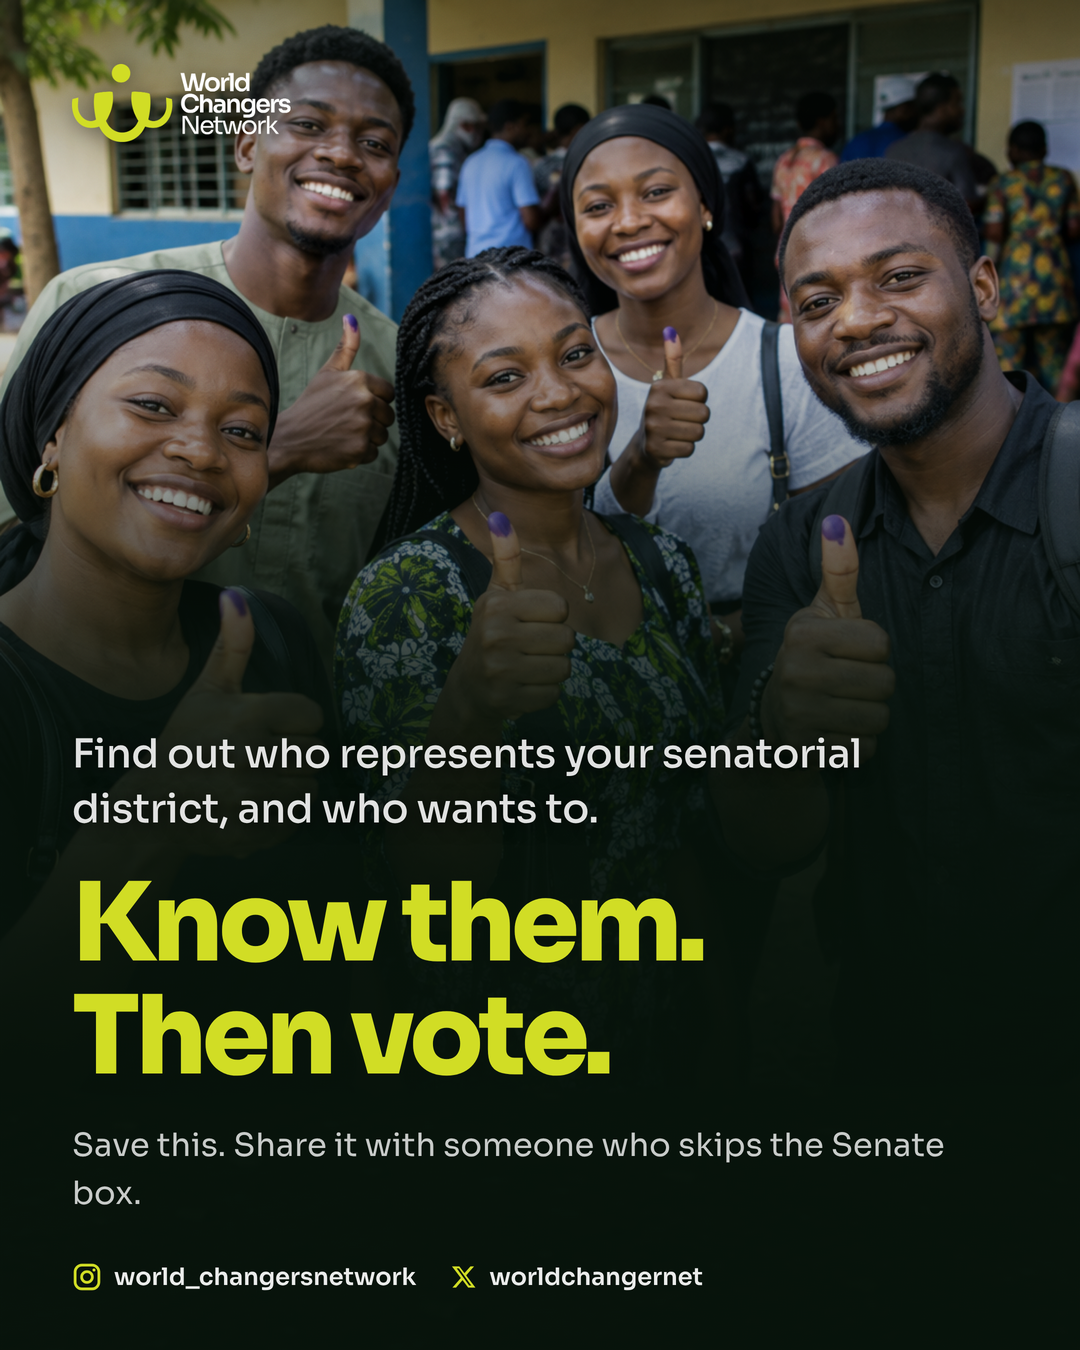 World
Changers
Network
Find out who represents your senatorial
district, and who wants to.
Know them.
Then vote.
Save this. Share it with someone who skips the Senate
box.
world_changersnetwork
worldchangernet